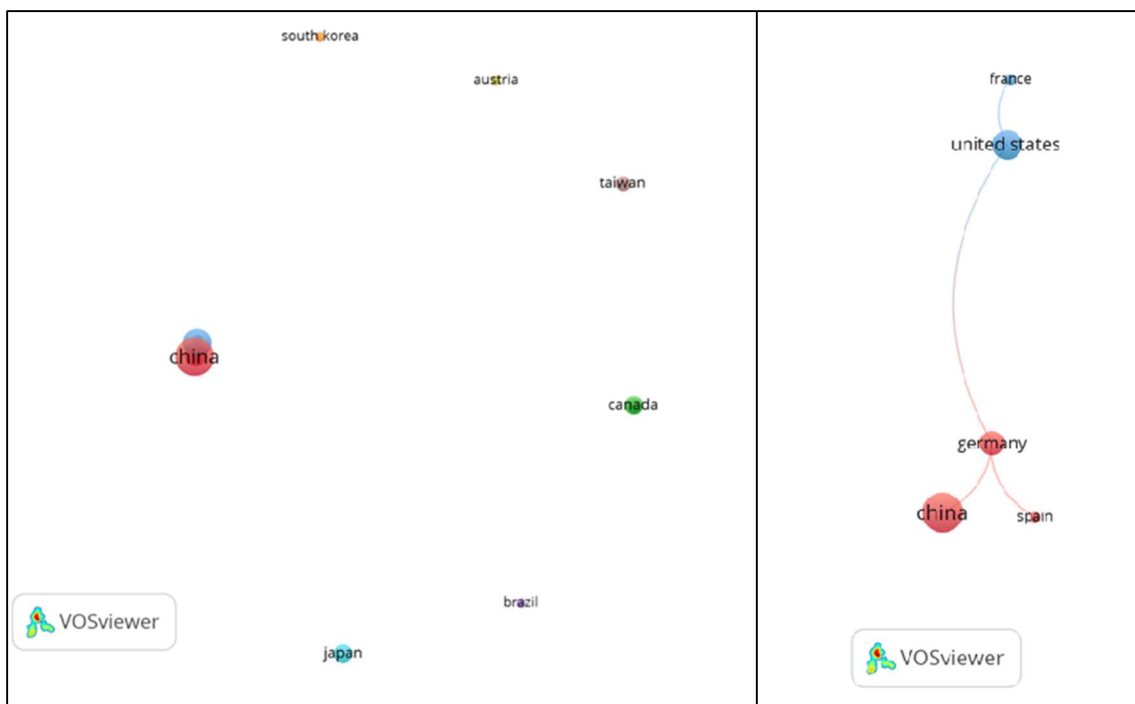 south korea
austria
taiwan
china
canada
brazil
japan
VOSviewer
france
united states
germany
china
spain
VOSviewer